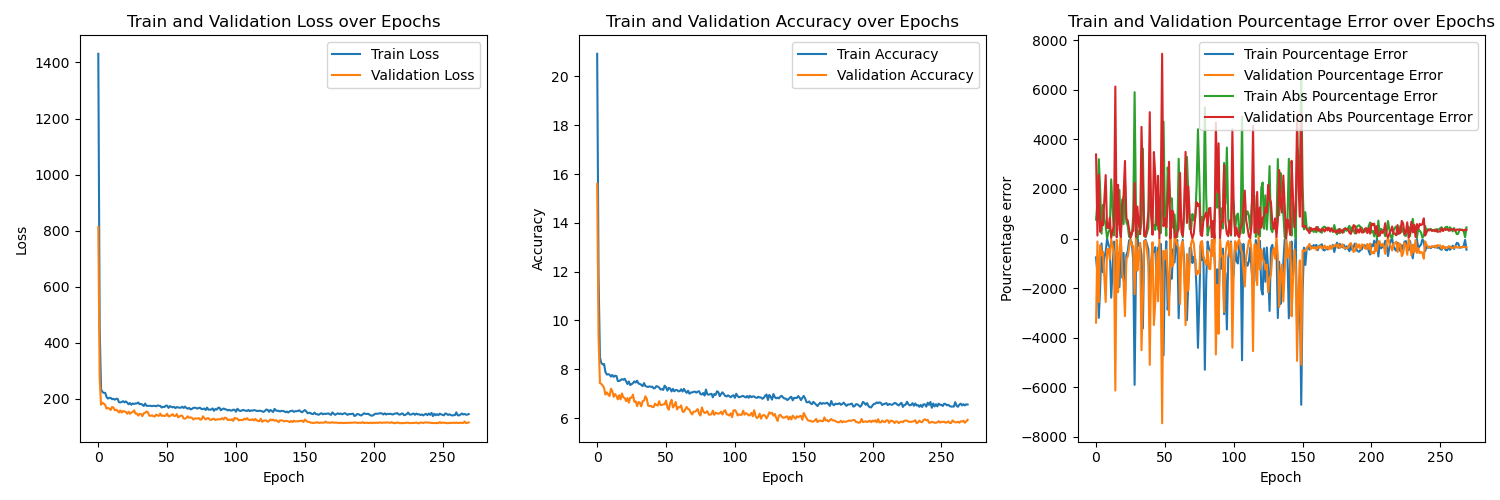 Train and Validation Loss over Epochs
Train Loss
Validation Loss
1400
1200
1000
800
600
400
200
Loss
0
50
100
150
200
250
Epoch
Train and Validation Accuracy over Epochs
Train Accuracy
Validation Accuracy
20
18
16
14
12
10
8
6
Accuracy
0
50
100
150
200
250
Epoch
Train and Validation Pourcentage Error over Epochs
Train Pourcentage Error
Validation Pourcentage Error
Train Abs Pourcentage Error
Validation Abs Pourcentage Error
8000
6000
4000
2000
0
−2000
−4000
−6000
−8000
Pourcentage error
0
50
100
150
200
250
Epoch